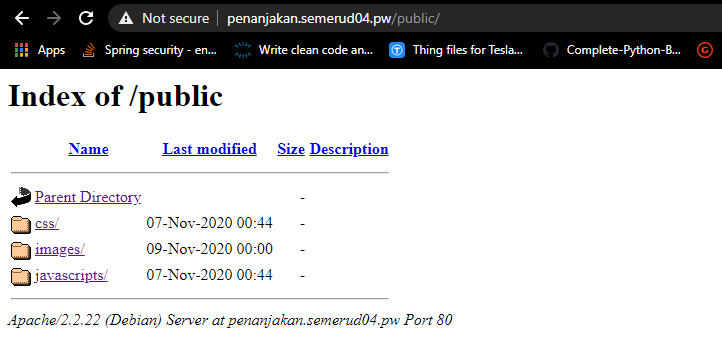 Not secure | penanjakan.semerud04.pw/public/
Apps Spring security - en... Write clean code an... Thing files for Tesla... Complete-Python-B...
Index of /public
Name Last modified Size Description
Parent Directory -
css/ 07-Nov-2020 00:44 -
images/ 09-Nov-2020 00:00 -
javascripts/ 07-Nov-2020 00:44 -
Apache/2.2.22 (Debian) Server at penanjakan.semerud04.pw Port 80